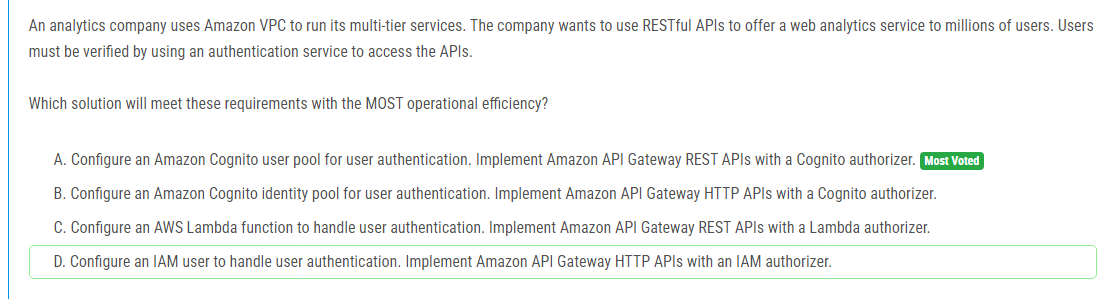 An analytics company uses Amazon VPC to run its multi-tier services. The company wants to use RESTful APIs to offer a web analytics service to millions of users. Users
must be verified by using an authentication service to access the APIs.
Which solution will meet these requirements with the MOST operational efficiency?
A. Configure an Amazon Cognito user pool for user authentication. Implement Amazon API Gateway REST APIs with a Cognito authorizer. Most Voted
B. Configure an Amazon Cognito identity pool for user authentication. Implement Amazon API Gateway HTTP APIs with a Cognito authorizer.
C. Configure an AWS Lambda function to handle user authentication. Implement Amazon API Gateway REST APIs with a Lambda authorizer.
D. Configure an IAM user to handle user authentication. Implement Amazon API Gateway HTTP APIs with an IAM authorizer.